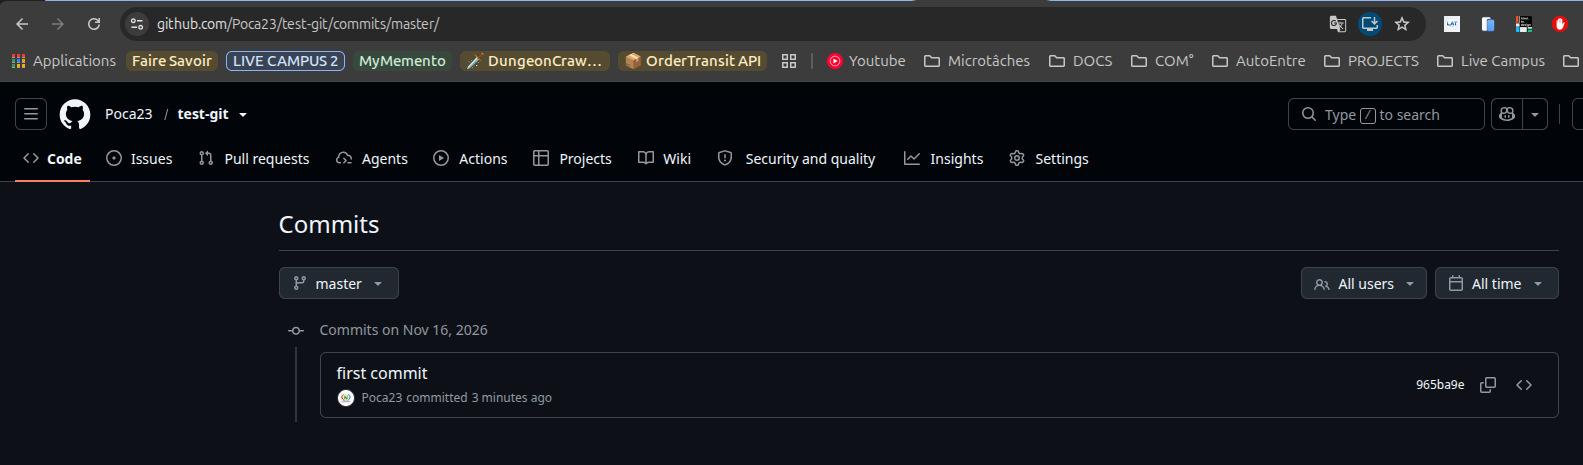 github.com/Poca23/test-git/commits/master/
Applications Faire Savoir LIVE CAMPUS 2 MyMemento DungeonCraw... OrderTransit API Youtube Microtâches DOCS COM° AutoEntre PROJECTS Live Campus
Poca23 / test-git Type / to search
Code Issues Pull requests Agents Actions Projects Wiki Security and quality Insights Settings
Commits
master All users All time
Commits on Nov 16, 2026
first commit
965ba9e
Poca23 committed 3 minutes ago